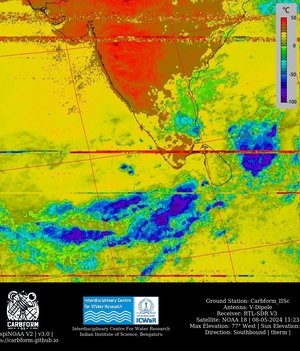 °C
50
0
-50
-100
CARBFORM
rapiNOAA V2 | v3.0 |
s://carbform.github.io
Interdisciplinary Centre
for Water Research
ICWaR
Interdisciplinary Centre For Water Research
Indian Institute of Science, Bengaluru
Ground Station: Carbform_IISc
Antenna: V-Dipole
Receiver: RTL-SDR V3
Satellite: NOAA 18 | 08-05-2024 11:23
Max Elevation: 77° West | Sun Elevation:
Direction: Southbound | therm |